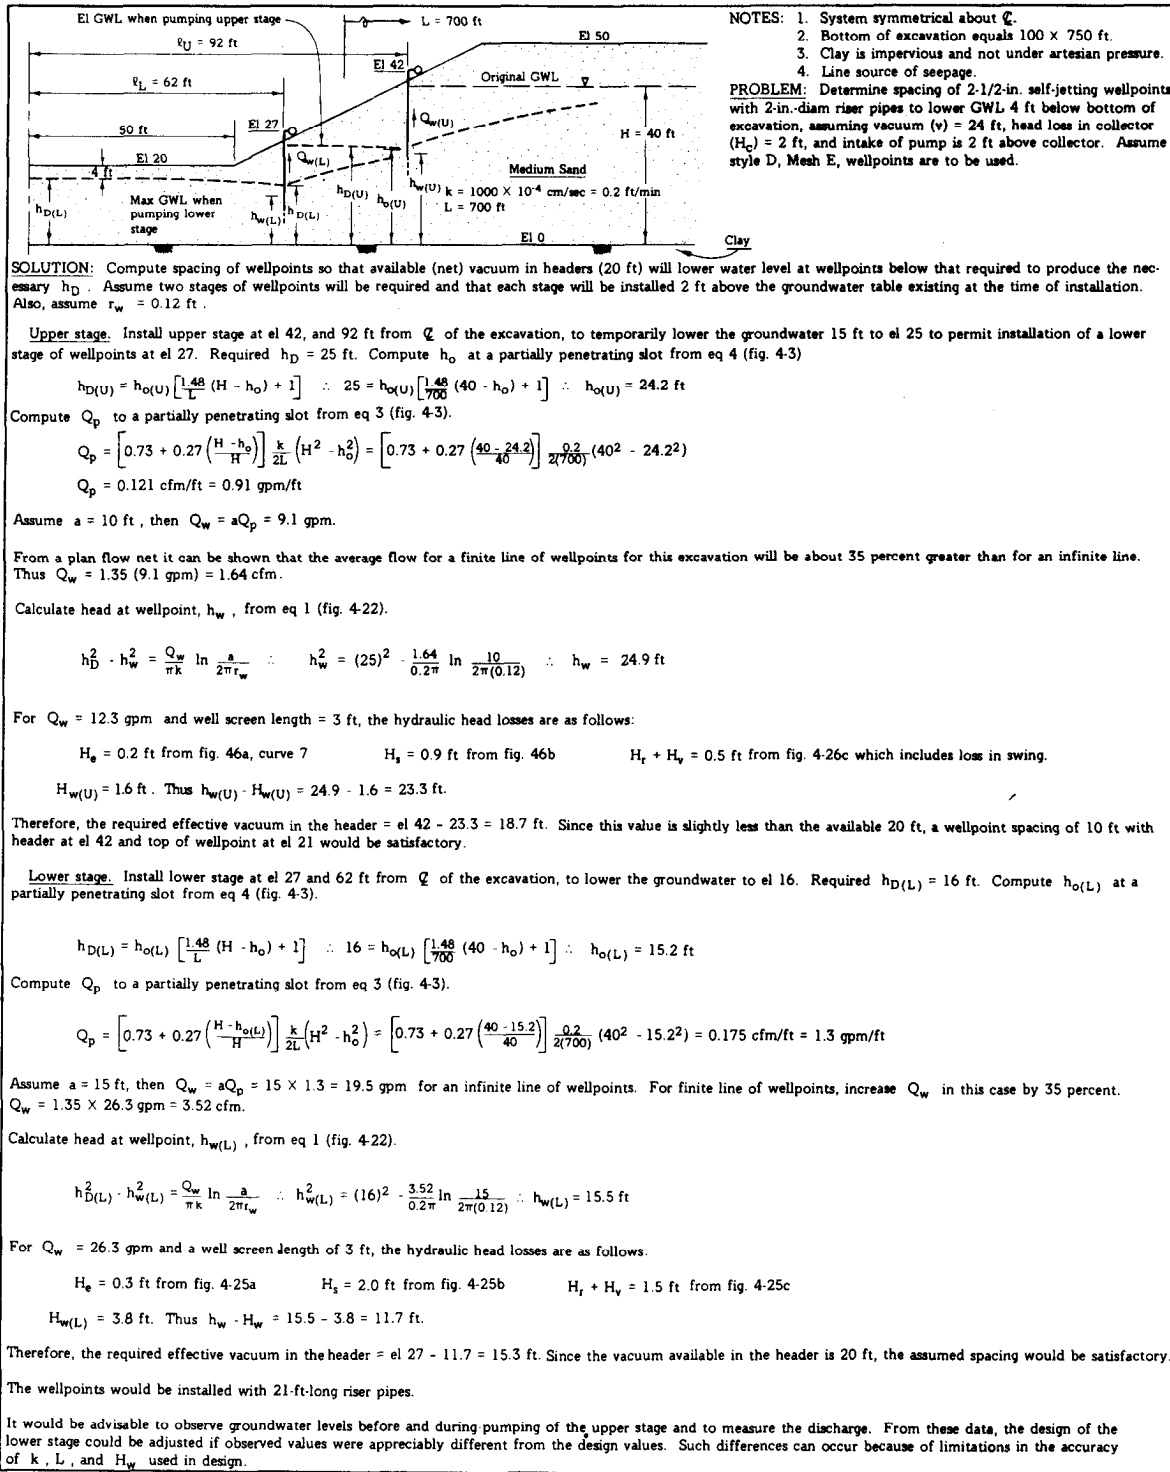 El GWL when pumping upper stage
L = 700 ft
ℓU = 92 ft
El 50
El 42
Original GWL
ℓL = 62 ft
50 ft
El 27
Qw(U)
H = 40 ft
El 20
Qw(L)
4 ft
Medium Sand
hD(L)
Max GWL when
pumping lower
stage
hw(L)
hD(L)
hD(U)
ho(U)
hw(U)
k = 1000 X 10-4 cm/sec = 0.2 ft/min
L = 700 ft
El 0
Clay
NOTES: 1. System symmetrical about ℄.
2. Bottom of excavation equals 100 X 750 ft.
3. Clay is impervious and not under artesian pressure.
4. Line source of seepage.
PROBLEM: Determine spacing of 2-1/2-in. self-jetting wellpoints
with 2-in.-diam riser pipes to lower GWL 4 ft below bottom of
excavation, assuming vacuum (v) = 24 ft, head loss in collector
(Hc) = 2 ft, and intake of pump is 2 ft above collector. Assume
style D, Mesh E, wellpoints are to be used.
SOLUTION: Compute spacing of wellpoints so that available (net) vacuum in headers (20 ft) will lower water level at wellpoints below that required to produce the nec-
essary hD . Assume two stages of wellpoints will be required and that each stage will be installed 2 ft above the groundwater table existing at the time of installation.
Also, assume rw = 0.12 ft .
Upper stage. Install upper stage at el 42, and 92 ft from ℄ of the excavation, to temporarily lower the groundwater 15 ft to el 25 to permit installation of a lower
stage of wellpoints at el 27. Required hD = 25 ft. Compute ho at a partially penetrating slot from eq 4 (fig. 4-3)
hD(U) = ho(U) [1.48/L (H - ho) + 1] ∴ 25 = ho(U) [1.48/700 (40 - ho) + 1] ∴ ho(U) = 24.2 ft
Compute Qp to a partially penetrating slot from eq 3 (fig. 4-3).
Qp = [0.73 + 0.27 (H - ho/H)] k/2L (H2 - ho2) = [0.73 + 0.27 (40 - 24.2/40)] 0.2/2(700) (402 - 24.22)
Qp = 0.121 cfm/ft = 0.91 gpm/ft
Assume a = 10 ft , then Qw = aQp = 9.1 gpm.
From a plan flow net it can be shown that the average flow for a finite line of wellpoints for this excavation will be about 35 percent greater than for an infinite line.
Thus Qw = 1.35 (9.1 gpm) = 1.64 cfm.
Calculate head at wellpoint, hw , from eq 1 (fig. 4-22).
hD2 - hw2 = Qw/πk ln a/2πrw ∴ hw2 = (25)2 - 1.64/0.2π ln 10/2π(0.12) ∴ hw = 24.9 ft
For Qw = 12.3 gpm and well screen length = 3 ft, the hydraulic head losses are as follows:
He = 0.2 ft from fig. 46a, curve 7 Hs = 0.9 ft from fig. 46b Hr + Hv = 0.5 ft from fig. 4-26c which includes loss in swing.
Hw(U) = 1.6 ft . Thus hw(U) - Hw(U) = 24.9 - 1.6 = 23.3 ft.
Therefore, the required effective vacuum in the header = el 42 - 23.3 = 18.7 ft. Since this value is slightly less than the available 20 ft, a wellpoint spacing of 10 ft with
header at el 42 and top of wellpoint at el 21 would be satisfactory.
Lower stage. Install lower stage at el 27 and 62 ft from ℄ of the excavation, to lower the groundwater to el 16. Required hD(L) = 16 ft. Compute ho(L) at a
partially penetrating slot from eq 4 (fig. 4-3).
hD(L) = ho(L) [1.48/L (H - ho) + 1] ∴ 16 = ho(L) [1.48/700 (40 - ho) + 1] ∴ ho(L) = 15.2 ft
Compute Qp to a partially penetrating slot from eq 3 (fig. 4-3).
Qp = [0.73 + 0.27 (H - ho(L)/H)] k/2L (H2 - ho2) = [0.73 + 0.27 (40 - 15.2/40)] 0.2/2(700) (402 - 15.22) = 0.175 cfm/ft = 1.3 gpm/ft
Assume a = 15 ft, then Qw = aQp = 15 X 1.3 = 19.5 gpm for an infinite line of wellpoints. For finite line of wellpoints, increase Qw in this case by 35 percent.
Qw = 1.35 X 26.3 gpm = 3.52 cfm.
Calculate head at wellpoint, hw(L) , from eq 1 (fig. 4-22).
hD(L)2 - hw(L)2 = Qw/πk ln a/2πrw ∴ hw(L)2 = (16)2 - 3.52/0.2π ln 15/2π(0.12) ∴ hw(L) = 15.5 ft
For Qw = 26.3 gpm and a well screen length of 3 ft, the hydraulic head losses are as follows.
He = 0.3 ft from fig. 4-25a Hs = 2.0 ft from fig. 4-25b Hr + Hv = 1.5 ft from fig. 4-25c
Hw(L) = 3.8 ft. Thus hw - Hw = 15.5 - 3.8 = 11.7 ft.
Therefore, the required effective vacuum in the header = el 27 - 11.7 = 15.3 ft. Since the vacuum available in the header is 20 ft, the assumed spacing would be satisfactory.
The wellpoints would be installed with 21-ft-long riser pipes.
It would be advisable to observe groundwater levels before and during pumping of the upper stage and to measure the discharge. From these data, the design of the
lower stage could be adjusted if observed values were appreciably different from the design values. Such differences can occur because of limitations in the accuracy
of k , L , and Hw used in design.